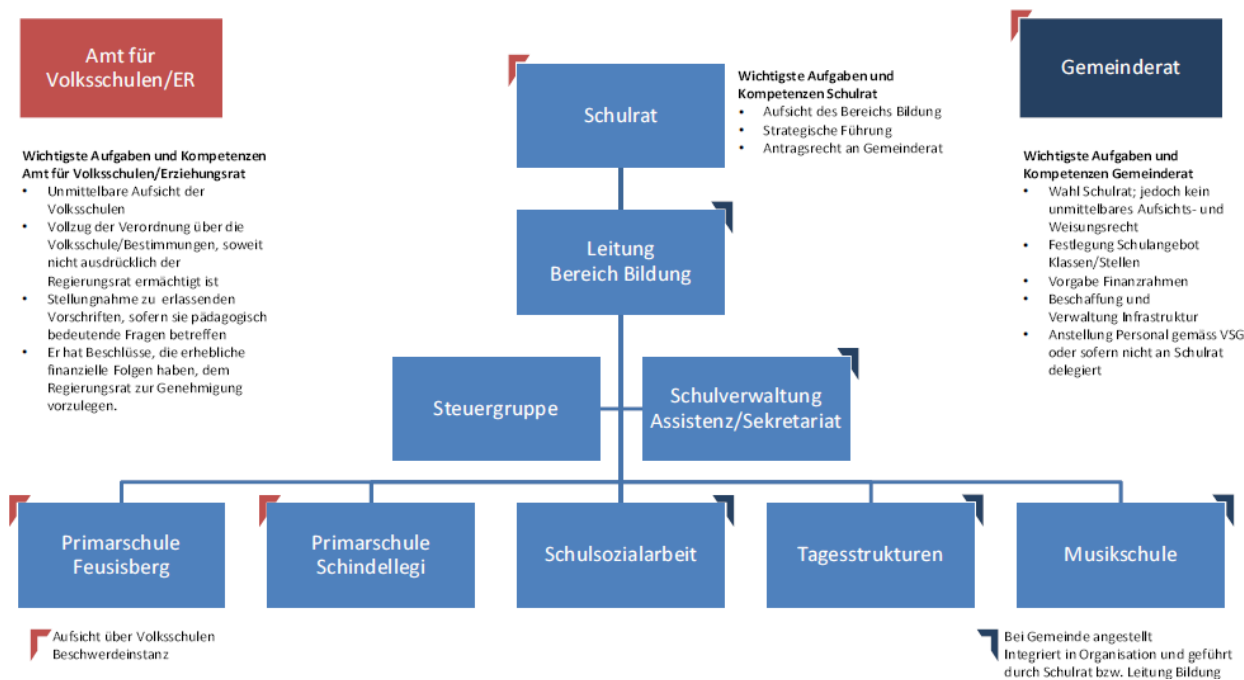 Amt für
Volksschulen/ER
Wichtigste Aufgaben und Kompetenzen
Amt für Volksschulen/Erziehungsrat
• Unmittelbare Aufsicht der
Volksschulen
• Vollzug der Verordnung über die
Volksschule/Bestimmungen, soweit
nicht ausdrücklich der
Regierungsrat ermächtigt ist
• Stellungnahme zu erlassenden
Vorschriften, sofern sie pädagogisch
bedeutende Fragen betreffen
• Er hat Beschlüsse, die erhebliche
finanzielle Folgen haben, dem
Regierungsrat zur Genehmigung
vorzulegen.
Schulrat
Wichtigste Aufgaben und
Kompetenzen Schulrat
• Aufsicht des Bereichs Bildung
• Strategische Führung
• Antragsrecht an Gemeinderat
Gemeinderat
Wichtigste Aufgaben und
Kompetenzen Gemeinderat
• Wahl Schulrat; jedoch kein
unmittelbares Aufsichts- und
Weisungsrecht
• Festlegung Schulangebot
Klassen/Stellen
• Vorgabe Finanzrahmen
• Beschaffung und
Verwaltung Infrastruktur
• Anstellung Personal gemäss VSG
oder sofern nicht an Schulrat
delegiert
Leitung
Bereich Bildung
Steuergruppe
Schulverwaltung
Assistenz/Sekretariat
Primarschule
Feusisberg
Primarschule
Schindellegi
Schulsozialarbeit
Tagesstrukturen
Musikschule
Aufsicht über Volksschulen
Beschwerdeinstanz
Bei Gemeinde angestellt
Integriert in Organisation und geführt
durch Schulrat bzw. Leitung Bildung